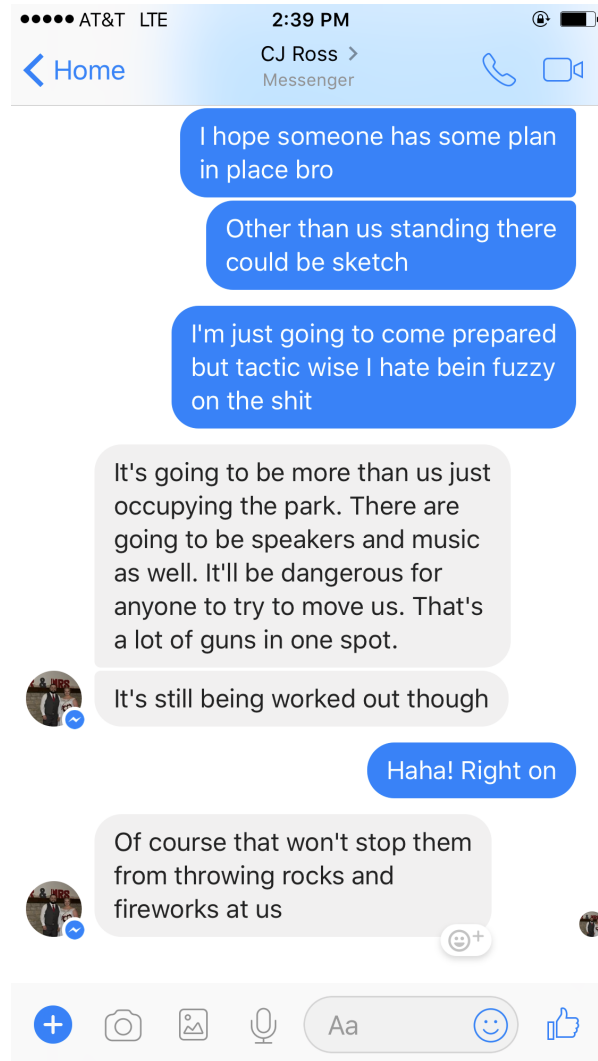 AT&T LTE
2:39 PM
Home
CJ Ross
Messenger
I hope someone has some plan
in place bro
Other than us standing there
could be sketch
I'm just going to come prepared
but tactic wise I hate bein fuzzy
on the shit
It's going to be more than us just
occupying the park. There are
going to be speakers and music
as well. It'll be dangerous for
anyone to try to move us. That's
a lot of guns in one spot.
It's still being worked out though
Haha! Right on
Of course that won't stop them
from throwing rocks and
fireworks at us
Aa